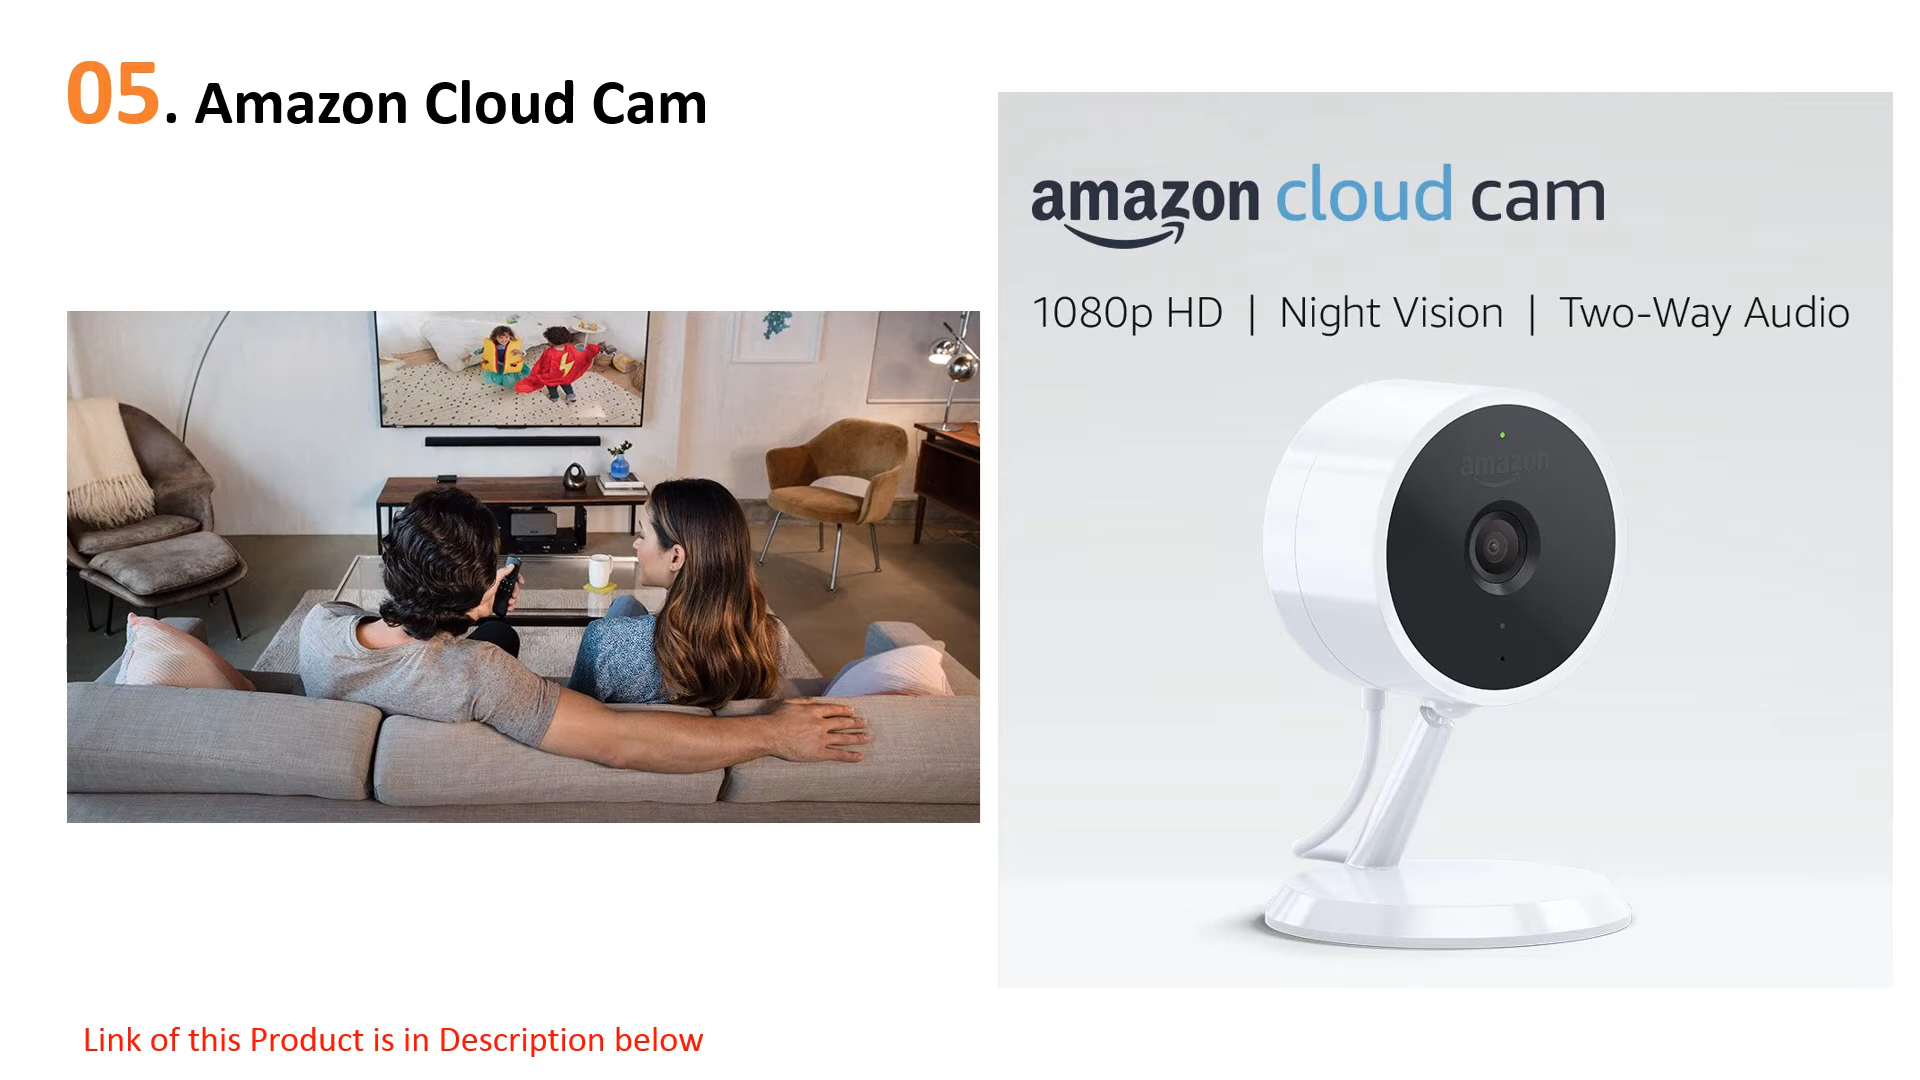 05. Amazon Cloud Cam
amazon cloud cam
1080p HD | Night Vision | Two-Way Audio
amazon
Link of this Product is in Description below